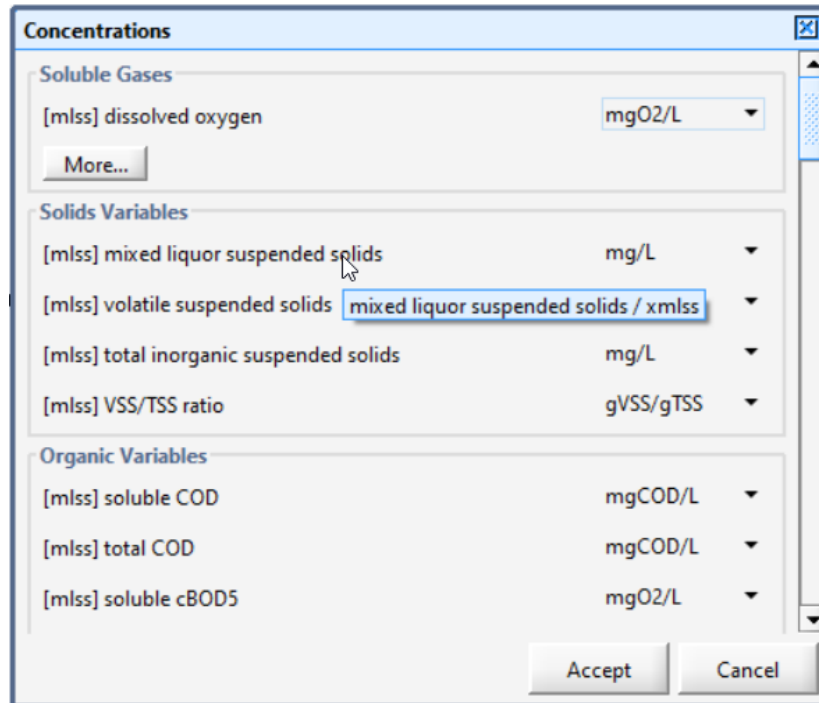 Concentrations
Soluble Gases
[mlss] dissolved oxygen mgO2/L
More...
Solids Variables
[mlss] mixed liquor suspended solids mg/L
[mlss] volatile suspended solids mixed liquor suspended solids / xmlss
[mlss] total inorganic suspended solids mg/L
[mlss] VSS/TSS ratio gVSS/gTSS
Organic Variables
[mlss] soluble COD mgCOD/L
[mlss] total COD mgCOD/L
[mlss] soluble cBOD5 mgO2/L
Accept Cancel